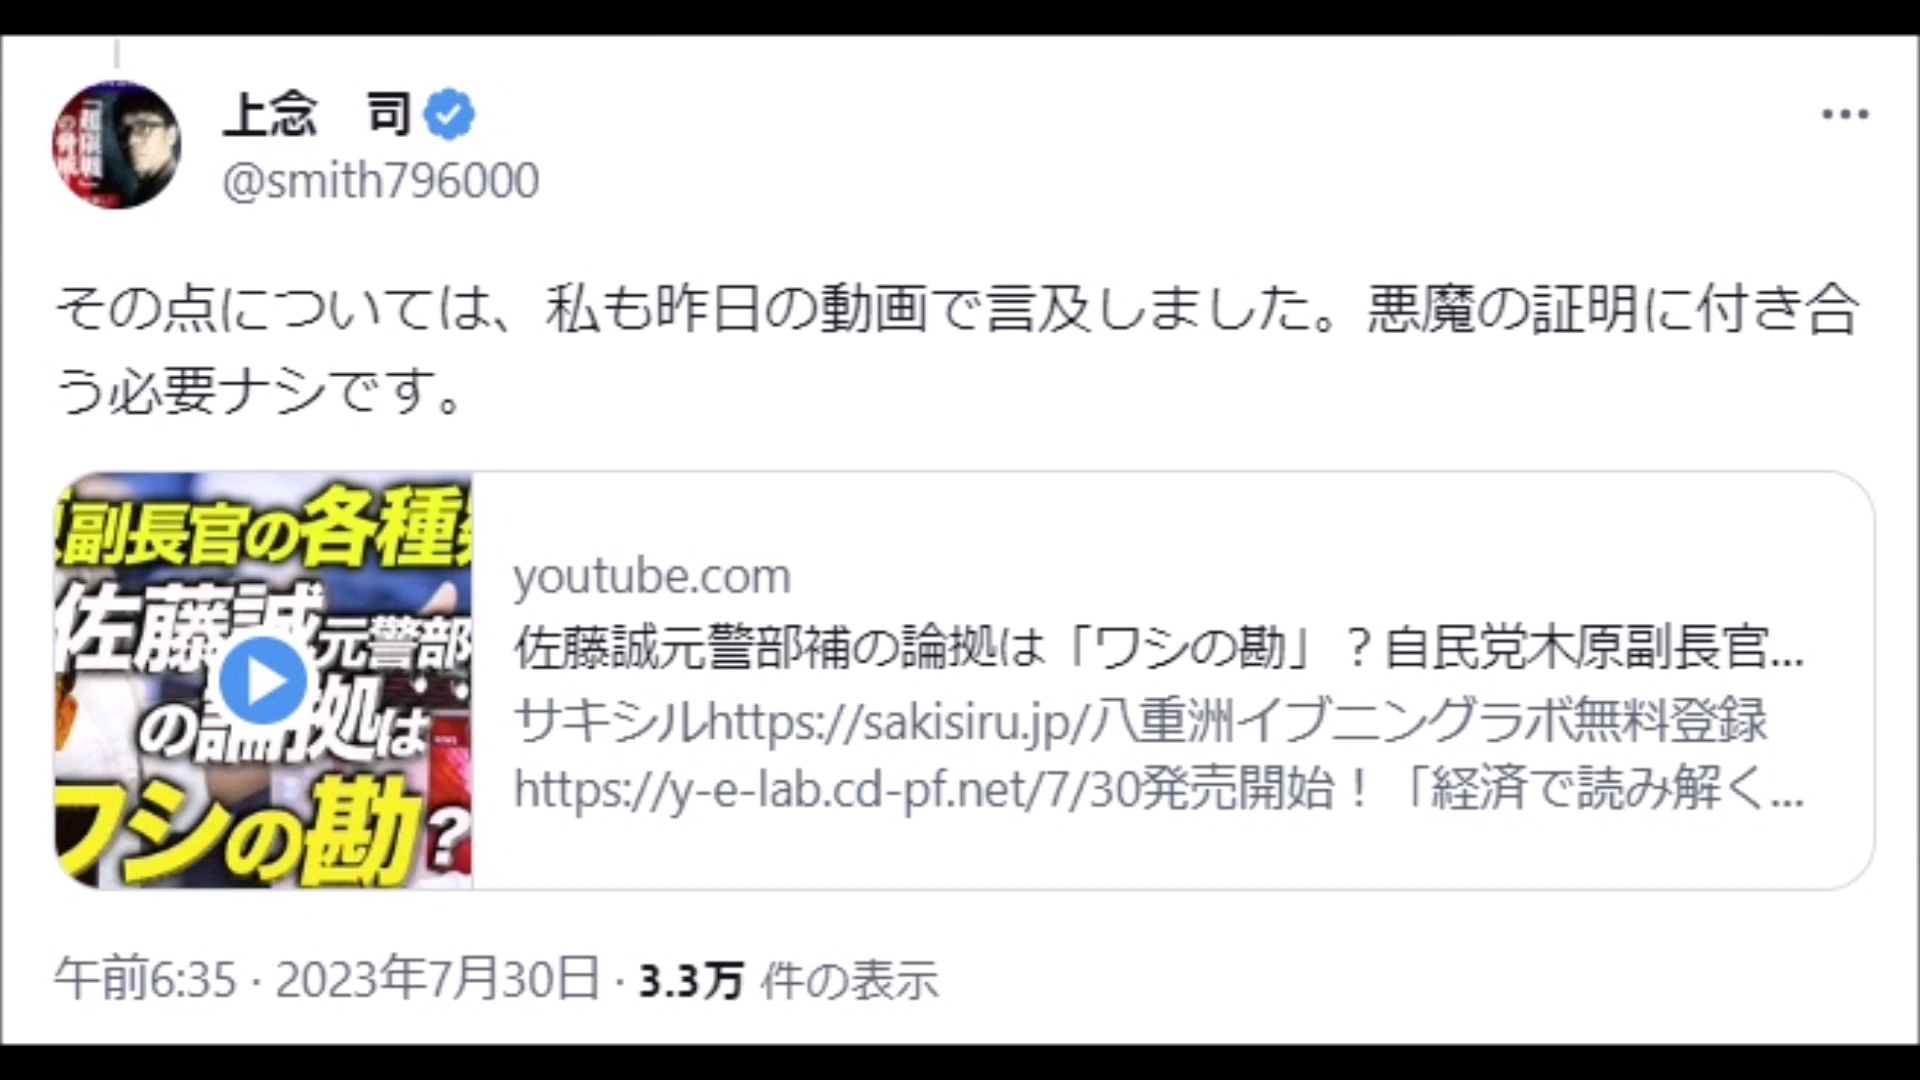 上念　司
@smith796000
その点については、私も昨日の動画で言及しました。悪魔の証明に付き合
う必要ナシです。
副長官の各種
佐藤誠元警部
の論拠は
ワシの勘?
youtube.com
佐藤誠元警部補の論拠は「ワシの勘」？自民党木原副長官...
サキシルhttps://sakisiru.jp/八重洲イブニングラボ無料登録
https://y-e-lab.cd-pf.net/7/30発売開始！「経済で読み解く...
午前6:35 · 2023年7月30日 · 3.3万 件の表示